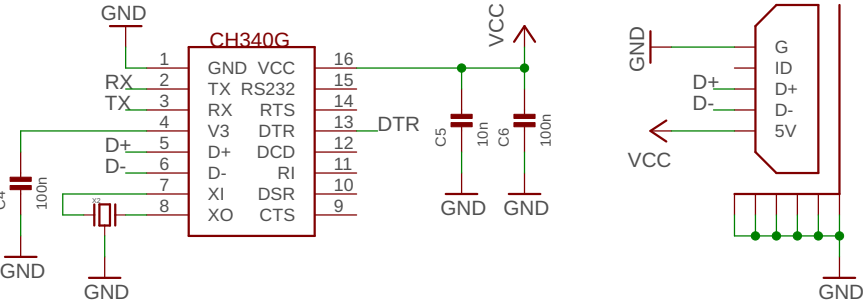 GND
CH340G
VCC
1 GND VCC 16
RX 2 TX RS232 15
TX 3 RX RTS 14
4 V3 DTR 13 DTR
D+ 5 D+ DCD 12
D- 6 D- RI 11
7 XI DSR 10
8 XO CTS 9
C4
100n
X2
GND
GND
C5
10n
C6
100n
GND
GND
GND
G
ID
D+ D+
D- D-
5V
VCC
GND